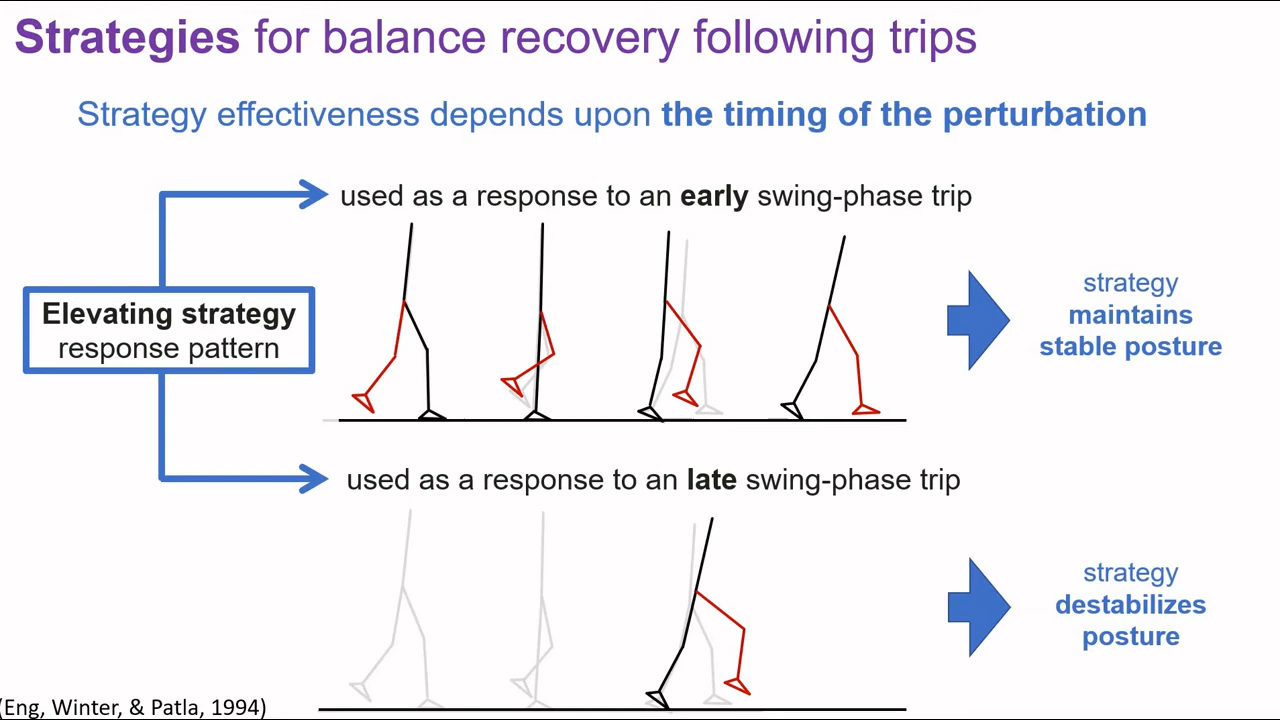 Strategies for balance recovery following trips
Strategy effectiveness depends upon the timing of the perturbation
used as a response to an early swing-phase trip
Elevating strategy
response pattern
strategy
maintains
stable posture
used as a response to an late swing-phase trip
strategy
destabilizes
posture
(Eng, Winter, & Patla, 1994)